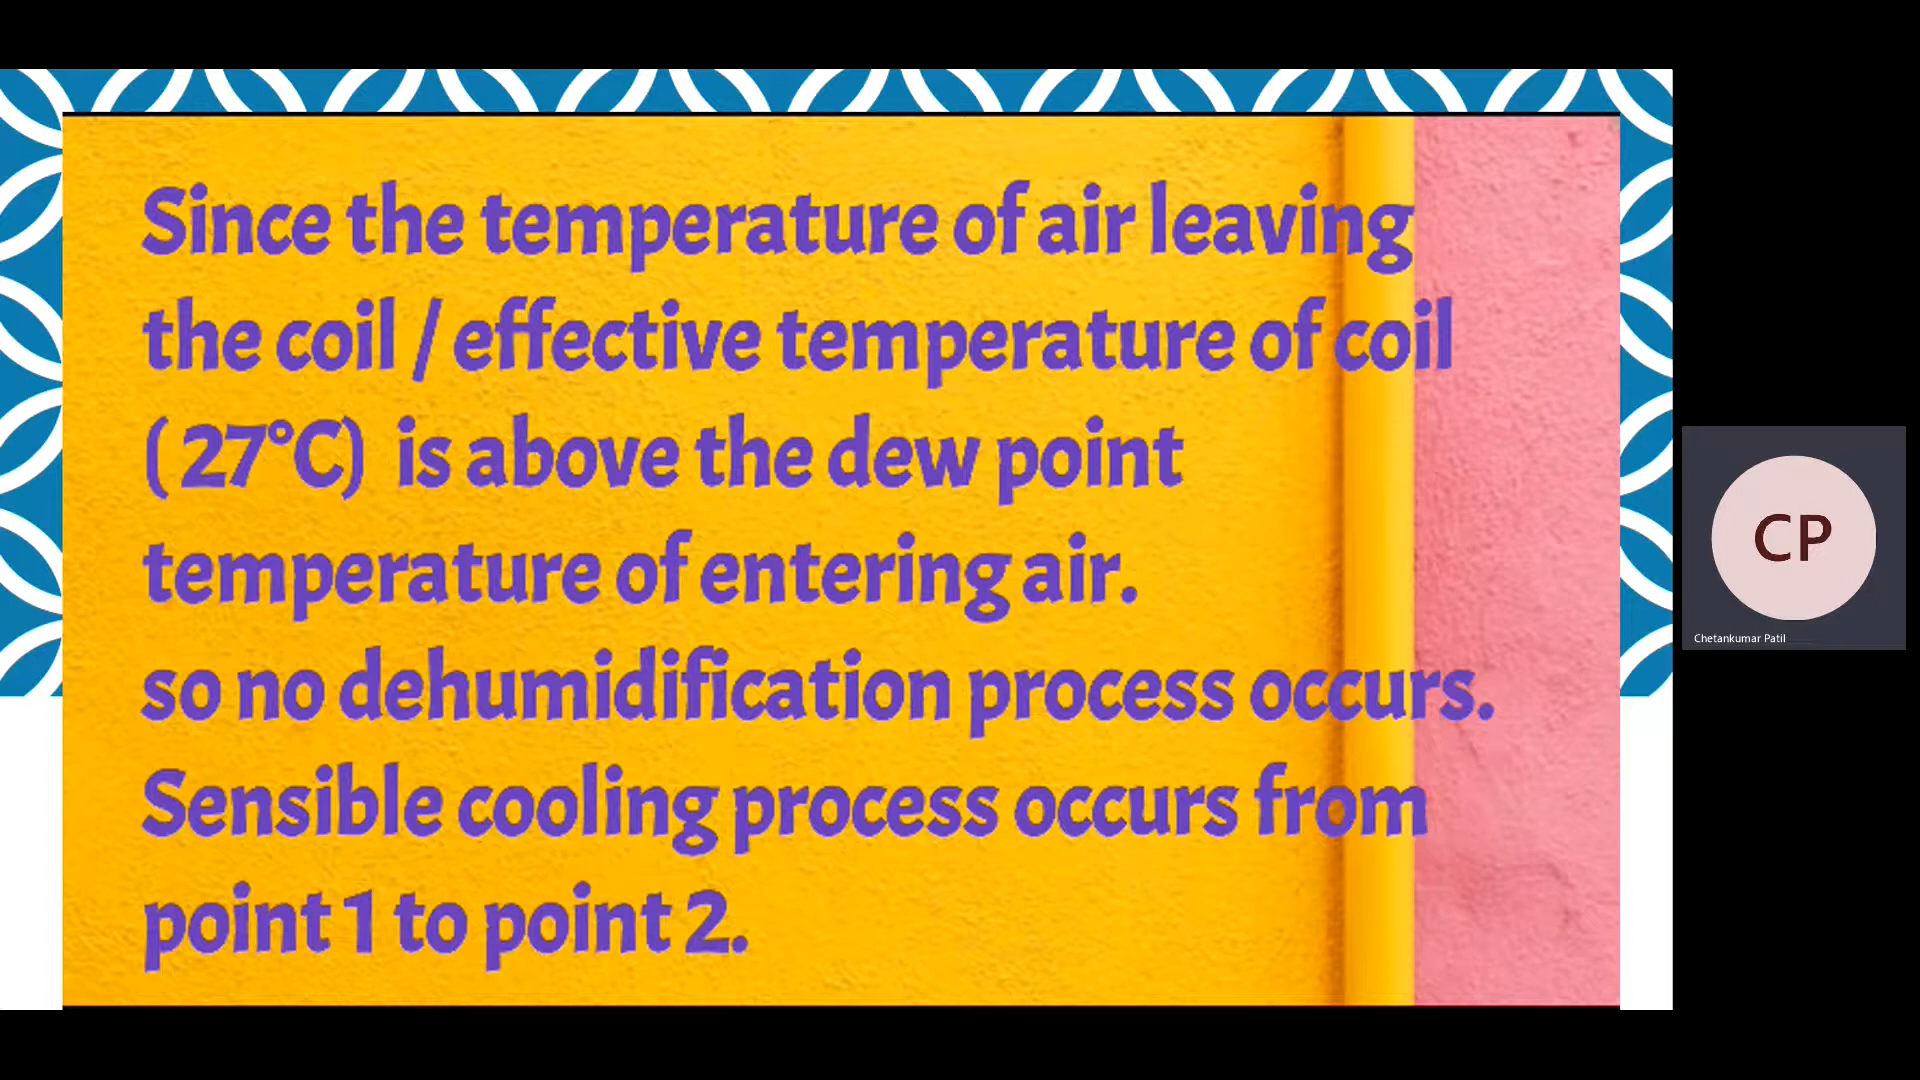 Since the temperature of air leaving
the coil / effective temperature of coil
( 27°C) is above the dew point
temperature of entering air.
so no dehumidification process occurs.
Sensible cooling process occurs from
point 1 to point 2.
CP
Chetankumar Patil